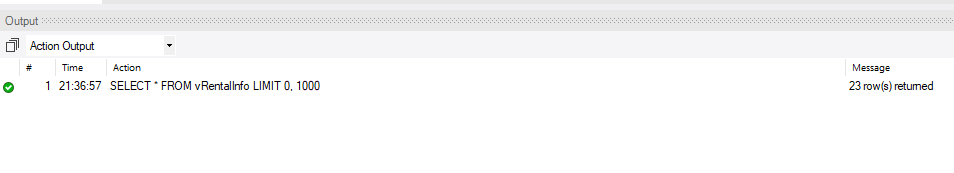 Output
Action Output
# Time Action Message
1 21:36:57 SELECT * FROM vRentalInfo LIMIT 0, 1000 23 row(s) returned